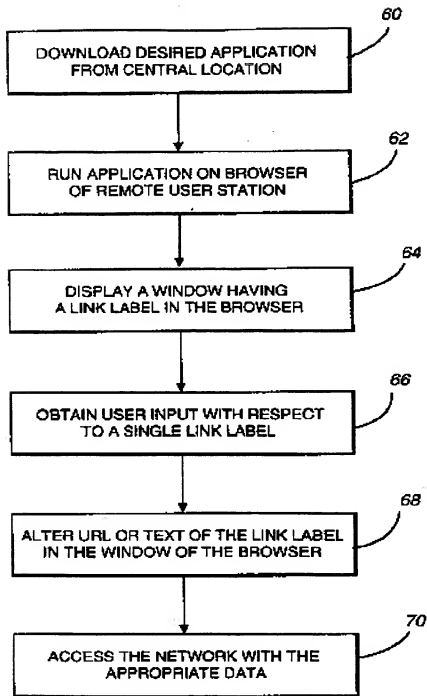 60
DOWNLOAD DESIRED APPLICATION
FROM CENTRAL LOCATION
62
RUN APPLICATION ON BROWSER
OF REMOTE USER STATION
64
DISPLAY A WINDOW HAVING
A LINK LABEL IN THE BROWSER
66
OBTAIN USER INPUT WITH RESPECT
TO A SINGLE LINK LABEL
68
ALTER URL OR TEXT OF THE LINK LABEL
IN THE WINDOW OF THE BROWSER
70
ACCESS THE NETWORK WITH THE
APPROPRIATE DATA